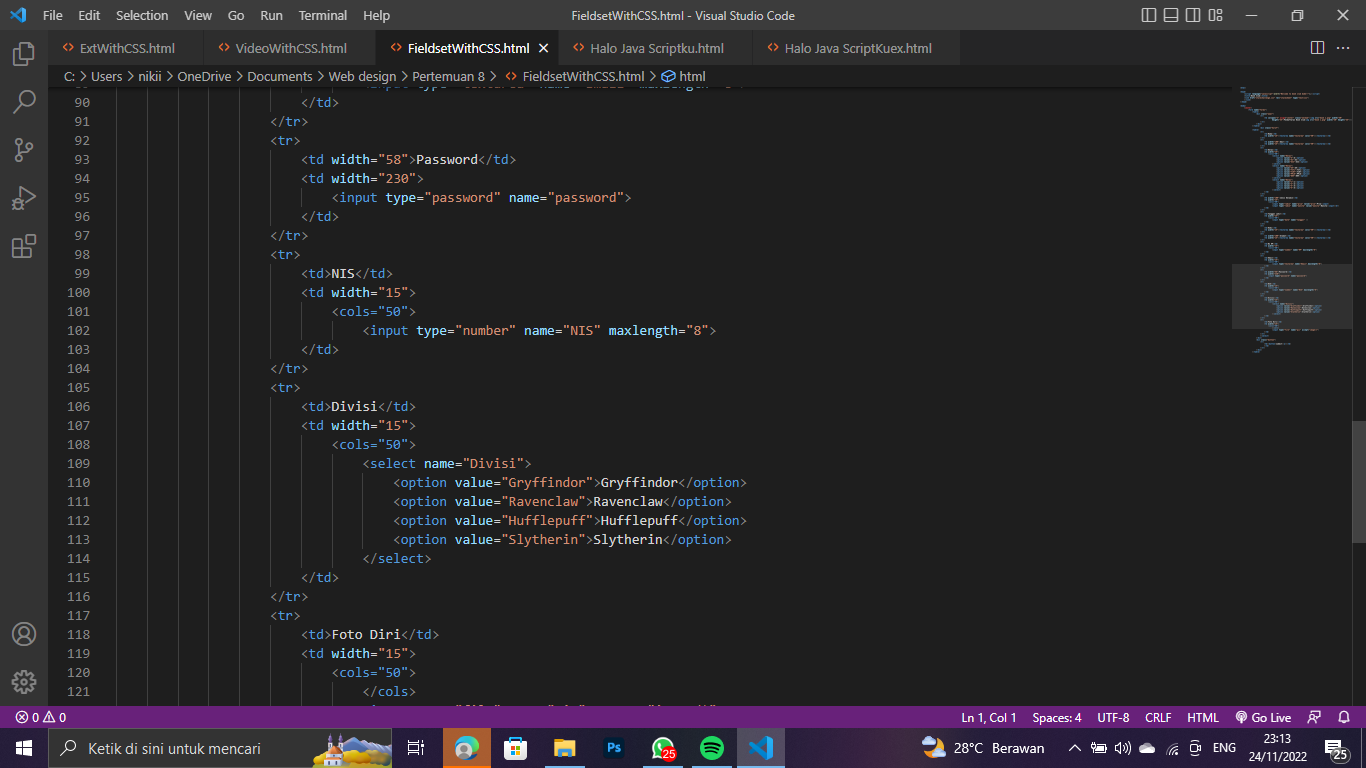 File Edit Selection View Go Run Terminal Help FieldsetWithCSS.html - Visual Studio Code
ExtWithCSS.html VideoWithCSS.html FieldsetWithCSS.html Halo Java Scriptku.html Halo Java ScriptKuex.html
C: > Users > nikii > OneDrive > Documents > Web design > Pertemuan 8 > FieldsetWithCSS.html > html
90 </td>
91 </tr>
92 <tr>
93 <td width="58">Password</td>
94 <td width="230">
95 <input type="password" name="password">
96 </td>
97 </tr>
98 <tr>
99 <td>NIS</td>
100 <td width="15">
101 <cols="50">
102 <input type="number" name="NIS" maxlength="8">
103 </td>
104 </tr>
105 <tr>
106 <td>Divisi</td>
107 <td width="15">
108 <cols="50">
109 <select name="Divisi">
110 <option value="Gryffindor">Gryffindor</option>
111 <option value="Ravenclaw">Ravenclaw</option>
112 <option value="Hufflepuff">Hufflepuff</option>
113 <option value="Slytherin">Slytherin</option>
114 </select>
115 </td>
116 </tr>
117 <tr>
118 <td>Foto Diri</td>
119 <td width="15">
120 <cols="50">
121 </cols>
0 0 Ln 1, Col 1 Spaces: 4 UTF-8 CRLF HTML Go Live
Ketik di sini untuk mencari Ps 25 28°C Berawan ENG 23:13
24/11/2022 25